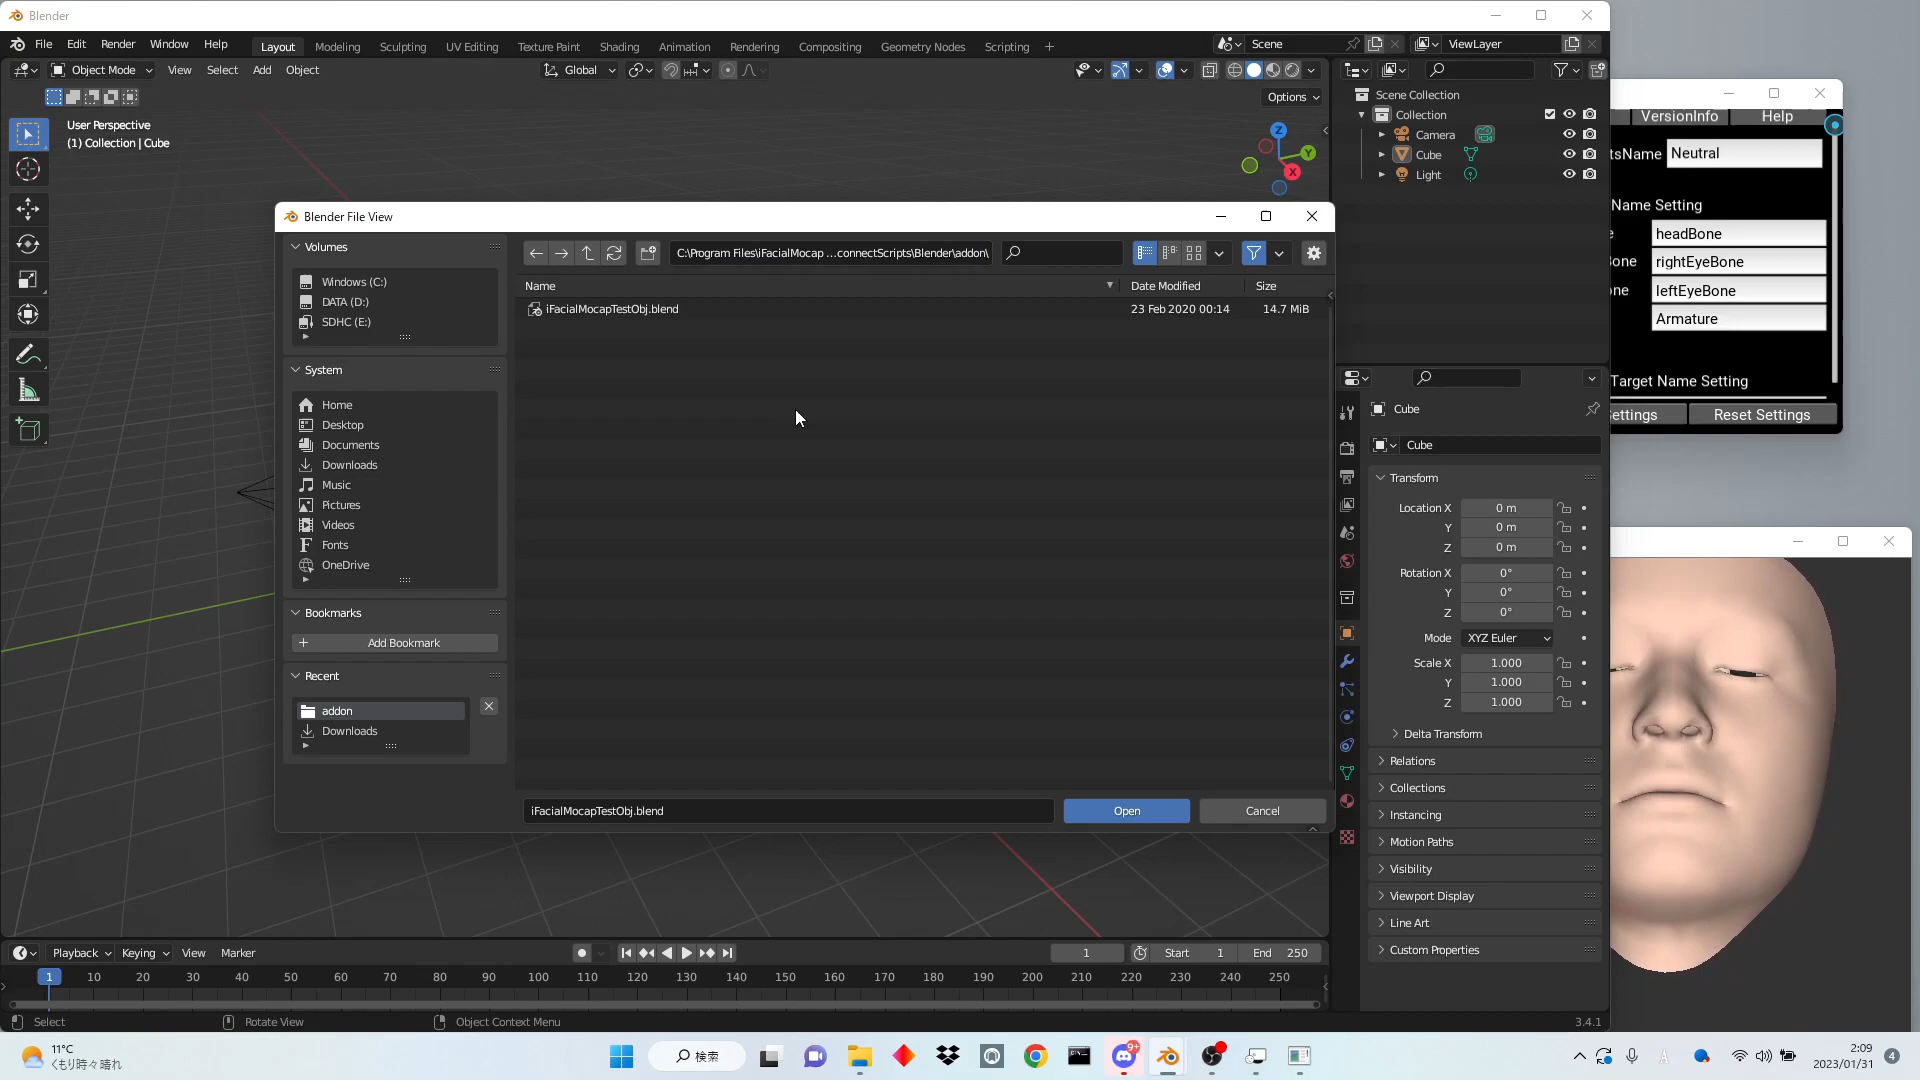 Blender
File Edit Render Window Help
Layout Modeling Sculpting UV Editing Texture Paint Shading Animation Rendering Compositing Geometry Nodes Scripting +
Scene
ViewLayer
Object Mode View Select Add Object
Global
Options
User Perspective
(1) Collection | Cube
Z
Y
X
Scene Collection
Collection
Camera
Cube
Light
VersionInfo Help
tsName Neutral
Name Setting
e headBone
Bone rightEyeBone
ne leftEyeBone
Armature
Target Name Setting
ettings Reset Settings
Blender File View
Volumes
Windows (C:)
DATA (D:)
SDHC (E:)
System
Home
Desktop
Documents
Downloads
Music
Pictures
Videos
Fonts
OneDrive
Bookmarks
Add Bookmark
Recent
addon
Downloads
C:\Program Files\iFacialMocap ...connectScripts\Blender\addon\
Name Date Modified Size
iFacialMocapTestObj.blend 23 Feb 2020 00:14 14.7 MiB
iFacialMocapTestObj.blend
Open Cancel
Cube
Cube
Transform
Location X 0 m
Y 0 m
Z 0 m
Rotation X 0°
Y 0°
Z 0°
Mode XYZ Euler
Scale X 1.000
Y 1.000
Z 1.000
Delta Transform
Relations
Collections
Instancing
Motion Paths
Visibility
Viewport Display
Line Art
Custom Properties
Playback Keying View Marker
1 Start 1 End 250
1 10 20 30 40 50 60 70 80 90 100 110 120 130 140 150 160 170 180 190 200 210 220 230 240 250
Select Rotate View Object Context Menu 3.4.1
11°C
くもり時々晴れ
検索
9+
A
2:09
2023/01/31
4